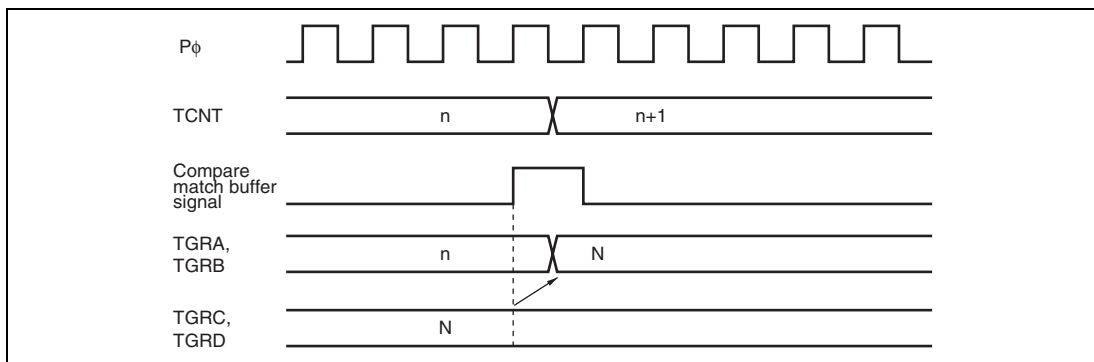 Pϕ
TCNT
n
n+1
Compare
match buffer
signal
TGRA,
TGRB
n
N
TGRC,
TGRD
N